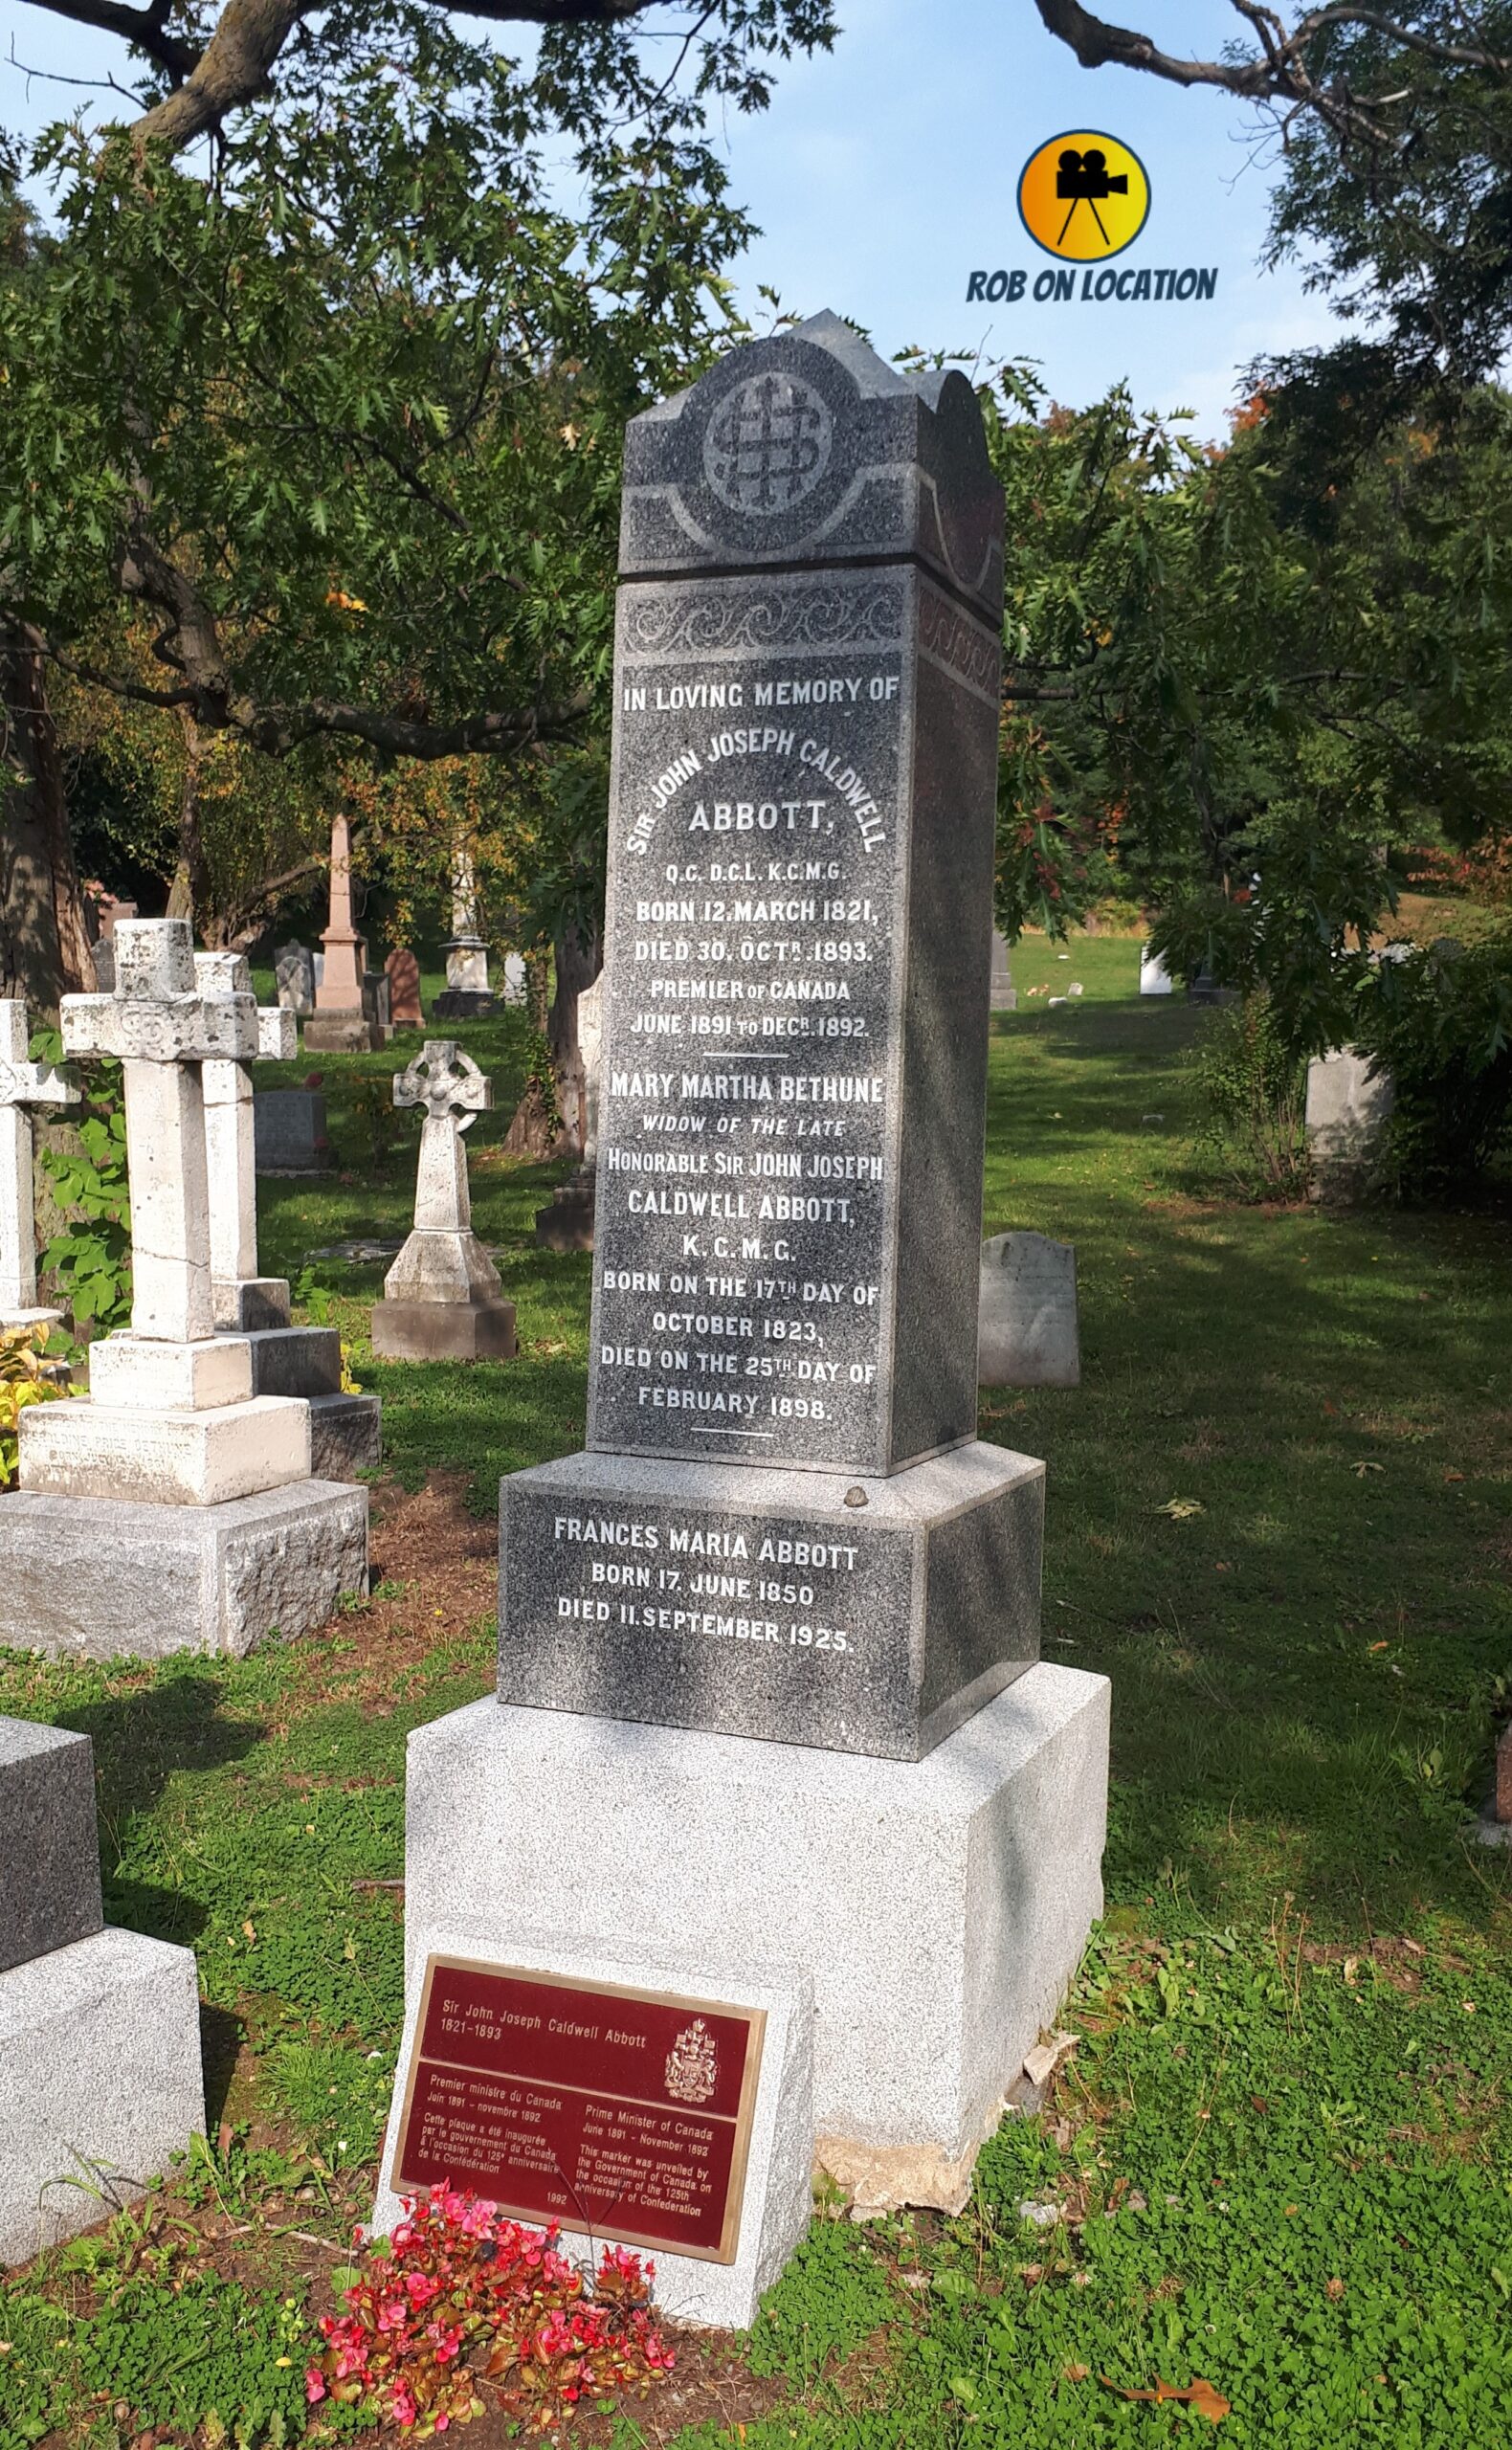 ROB ON LOCATION
IN LOVING MEMORY OF
SIR JOHN JOSEPH CALDWELL
ABBOTT,
Q.C. D.C.L. K.C.M.G.
BORN 12. MARCH 1821,
DIED 30. OCTR. 1893.
PREMIER OF CANADA
JUNE 1891 TO DECR. 1892.
MARY MARTHA BETHUNE
WIDOW OF THE LATE
HONORABLE SIR JOHN JOSEPH
CALDWELL ABBOTT,
K.C.M.G.
BORN ON THE 17TH DAY OF
OCTOBER 1823,
DIED ON THE 25TH DAY OF
FEBRUARY 1898.
FRANCES MARIA ABBOTT
BORN 17. JUNE 1850
DIED 11. SEPTEMBER 1925.
Sir John Joseph Caldwell Abbott
1821-1893
Premier ministre du Canada
Juin 1891 - novembre 1892
Cette plaque a été inaugurée
par le gouvernement du Canada
à l'occasion du 125e anniversaire
de la Confédération
Prime Minister of Canada
June 1891 - November 1892
This marker was unveiled by
the Government of Canada on
the occasion of the 125th
anniversary of Confederation
1992
BETHUNE